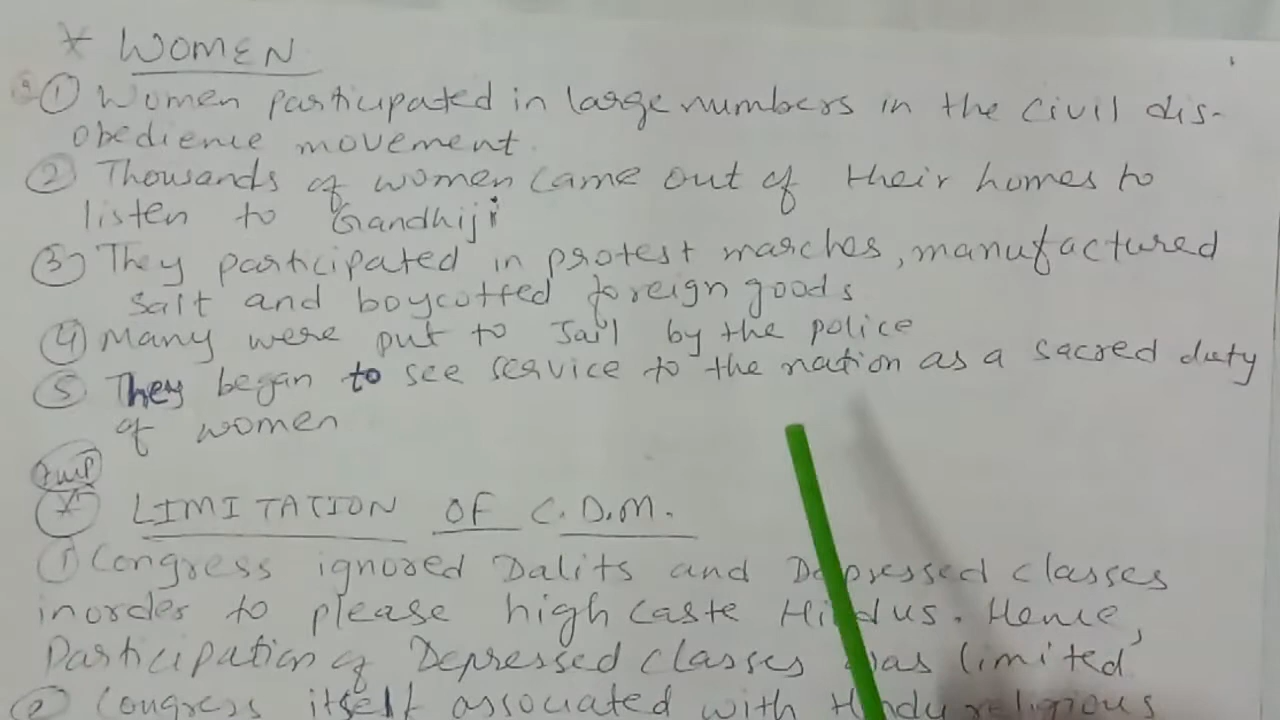 * WOMEN
① Women participated in large numbers in the civil dis-
obedience movement.
② Thousands of women came out of their homes to
listen to Gandhiji
③ They participated in protest marches, manufactured
salt and boycotted foreign goods
④ Many were put to Jail by the police
⑤ They began to see service to the nation as a sacred duty
of women
Imp
* LIMITATION OF C.D.M.
① Congress ignored Dalits and Depressed classes
inorder to please high caste Hindus. Hence,
Participation of Depressed classes was limited
② Congress itself associated with Hindu religious